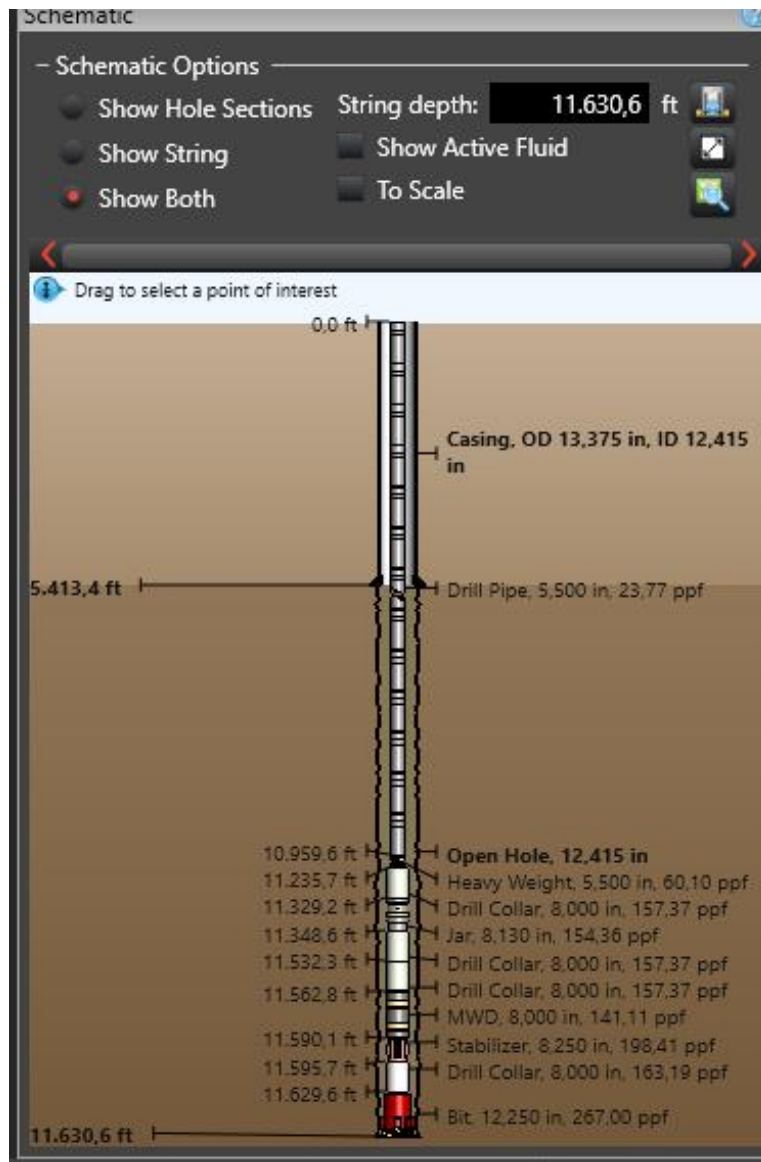 Schematic
Schematic Options
Show Hole Sections
String depth: 11.630,6 ft
Show String
Show Active Fluid
Show Both
To Scale
Drag to select a point of interest
0,0 ft
Casing, OD 13,375 in, ID 12,415
in
5.413,4 ft
Drill Pipe, 5,500 in, 23,77 ppf
10.959,6 ft
Open Hole, 12,415 in
11.235,7 ft
Heavy Weight, 5,500 in, 60,10 ppf
11.329,2 ft
Drill Collar, 8,000 in, 157,37 ppf
11.348,6 ft
Jar, 8,130 in, 154,36 ppf
11.532,3 ft
Drill Collar, 8,000 in, 157,37 ppf
11.562,8 ft
Drill Collar, 8,000 in, 157,37 ppf
MWD, 8,000 in, 141,11 ppf
11.590,1 ft
Stabilizer, 8,250 in, 198,41 ppf
11.595,7 ft
Drill Collar, 8,000 in, 163,19 ppf
11.629,6 ft
Bit, 12,250 in, 267,00 ppf
11.630,6 ft